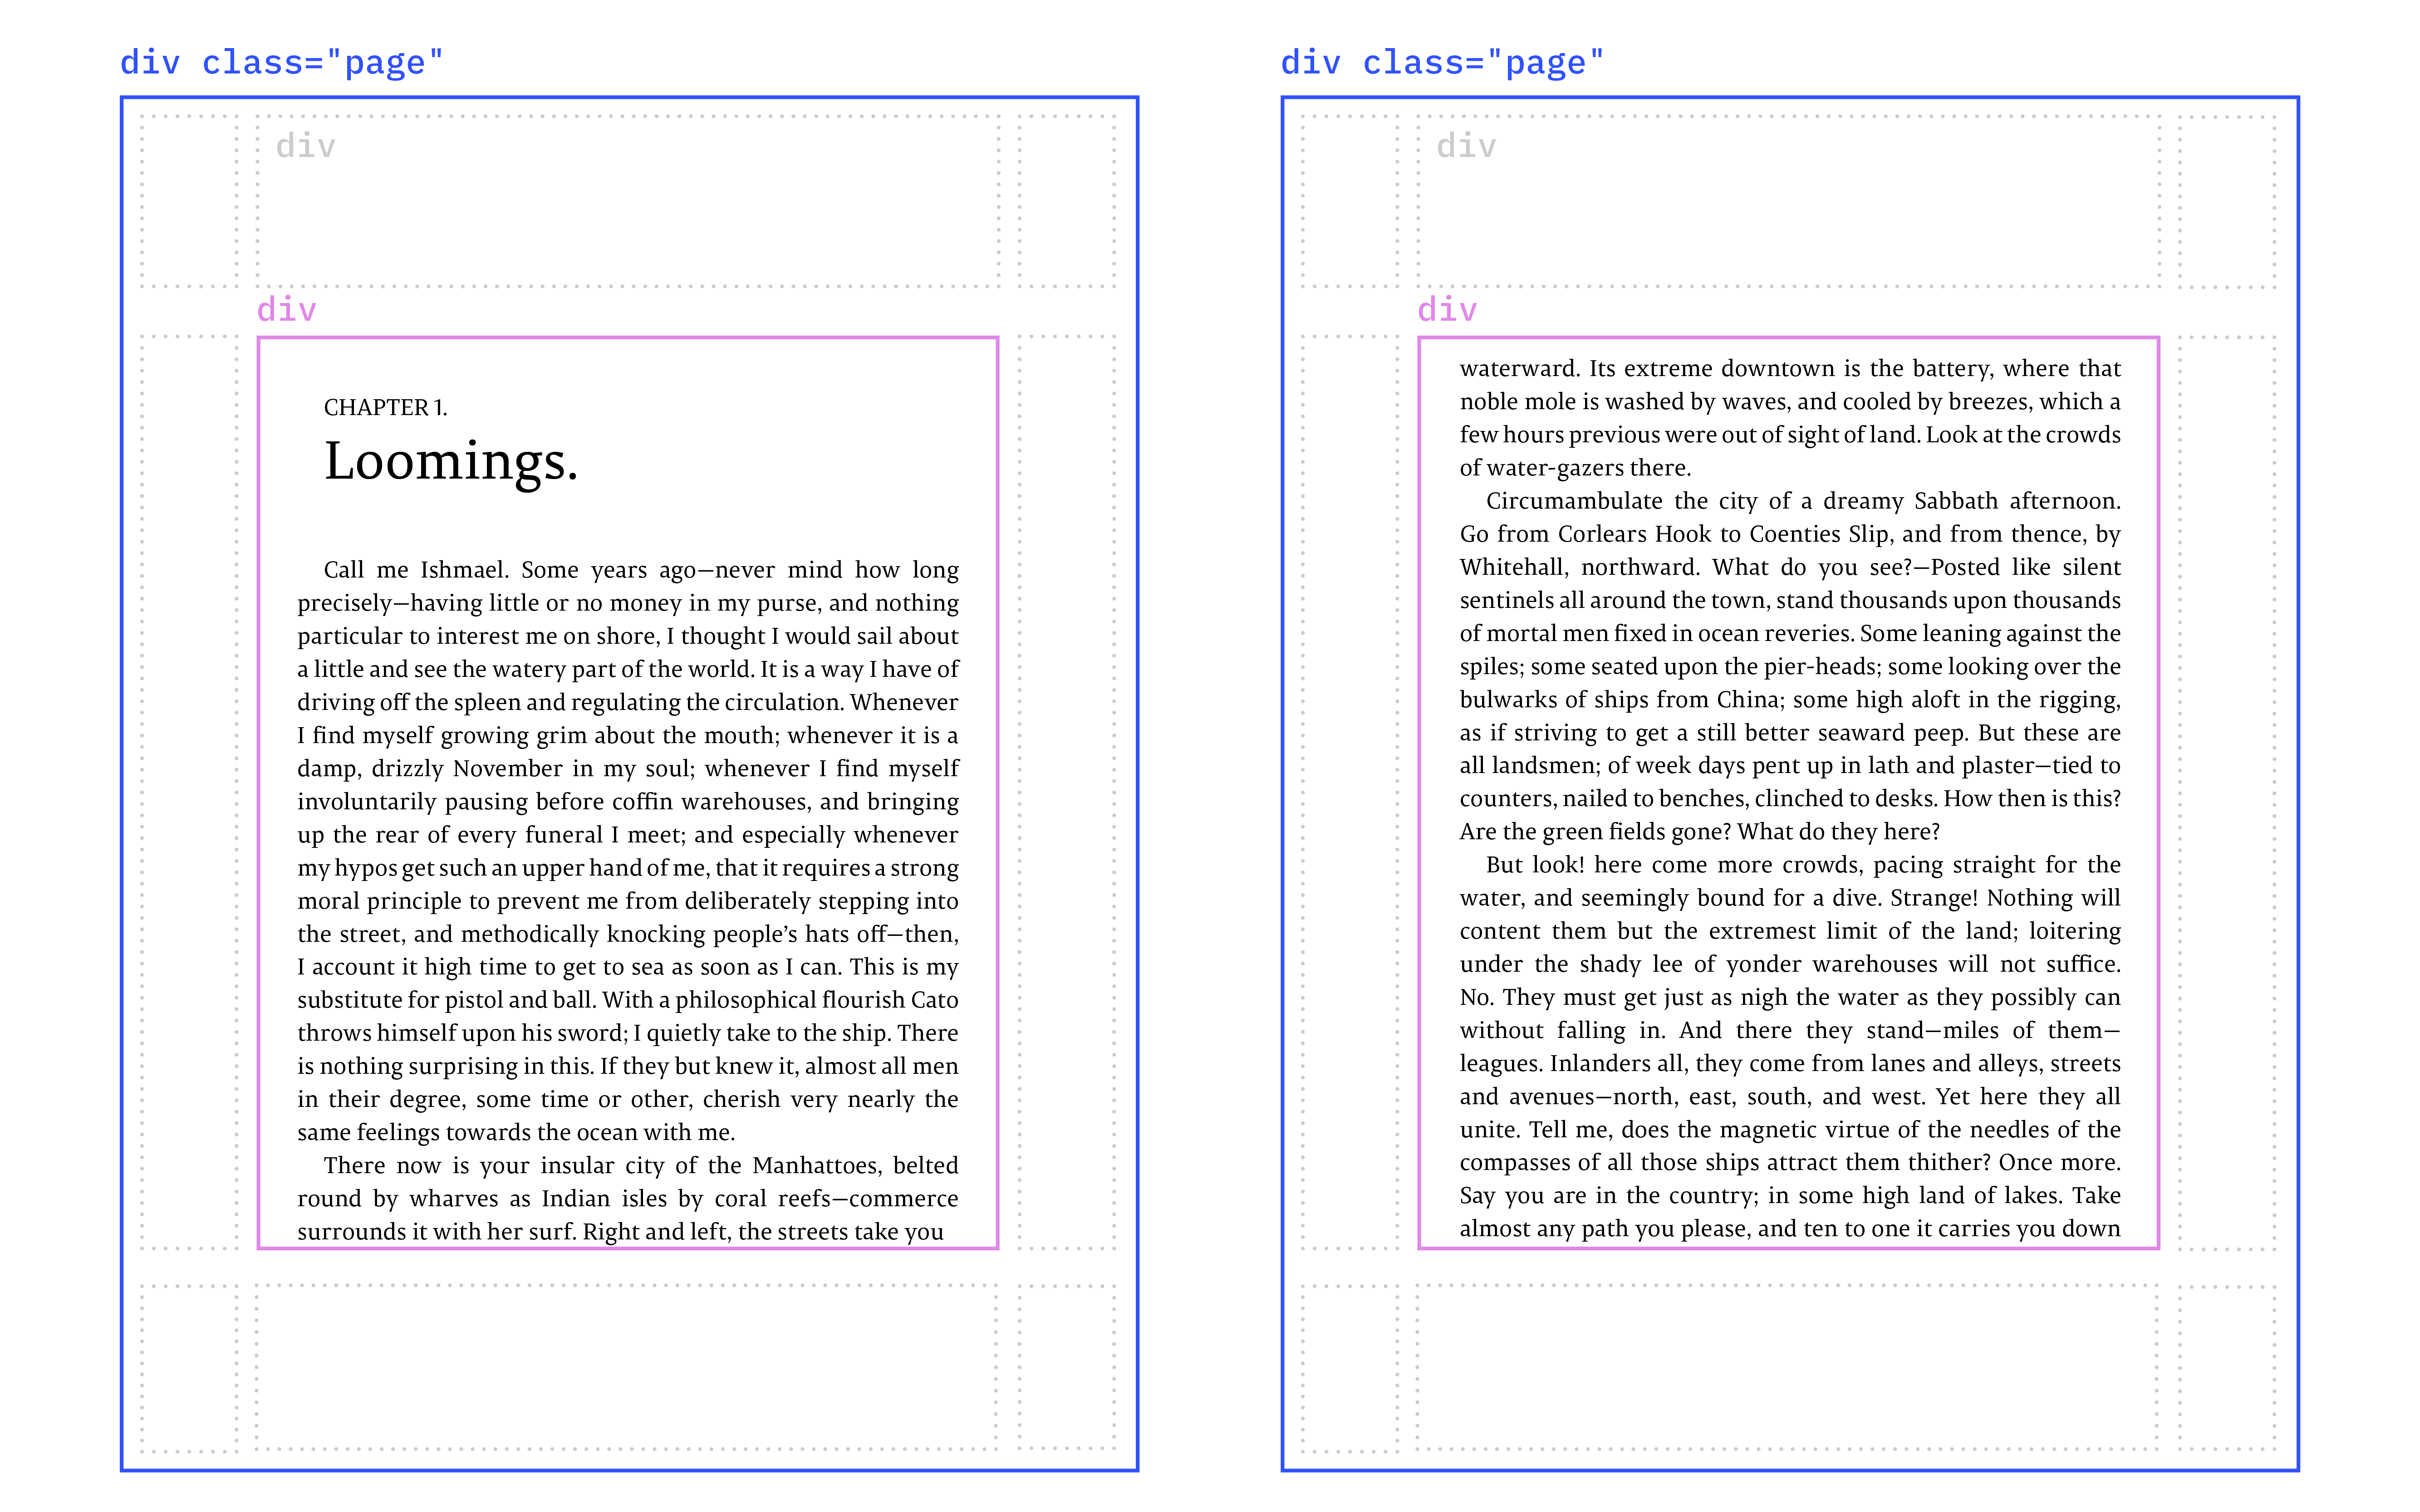 div class="page"
div
div
CHAPTER 1.
Loomings.
Call me Ishmael. Some years ago—never mind how long
precisely—having little or no money in my purse, and nothing
particular to interest me on shore, I thought I would sail about
a little and see the watery part of the world. It is a way I have of
driving off the spleen and regulating the circulation. Whenever
I find myself growing grim about the mouth; whenever it is a
damp, drizzly November in my soul; whenever I find myself
involuntarily pausing before coffin warehouses, and bringing
up the rear of every funeral I meet; and especially whenever
my hypos get such an upper hand of me, that it requires a strong
moral principle to prevent me from deliberately stepping into
the street, and methodically knocking people’s hats off—then,
I account it high time to get to sea as soon as I can. This is my
substitute for pistol and ball. With a philosophical flourish Cato
throws himself upon his sword; I quietly take to the ship. There
is nothing surprising in this. If they but knew it, almost all men
in their degree, some time or other, cherish very nearly the
same feelings towards the ocean with me.
There now is your insular city of the Manhattoes, belted
round by wharves as Indian isles by coral reefs—commerce
surrounds it with her surf. Right and left, the streets take you
div class="page"
div
div
waterward. Its extreme downtown is the battery, where that
noble mole is washed by waves, and cooled by breezes, which a
few hours previous were out of sight of land. Look at the crowds
of water-gazers there.
Circumambulate the city of a dreamy Sabbath afternoon.
Go from Corlears Hook to Coenties Slip, and from thence, by
Whitehall, northward. What do you see?—Posted like silent
sentinels all around the town, stand thousands upon thousands
of mortal men fixed in ocean reveries. Some leaning against the
spiles; some seated upon the pier-heads; some looking over the
bulwarks of ships from China; some high aloft in the rigging,
as if striving to get a still better seaward peep. But these are
all landsmen; of week days pent up in lath and plaster—tied to
counters, nailed to benches, clinched to desks. How then is this?
Are the green fields gone? What do they here?
But look! here come more crowds, pacing straight for the
water, and seemingly bound for a dive. Strange! Nothing will
content them but the extremest limit of the land; loitering
under the shady lee of yonder warehouses will not suffice.
No. They must get just as nigh the water as they possibly can
without falling in. And there they stand—miles of them—
leagues. Inlanders all, they come from lanes and alleys, streets
and avenues—north, east, south, and west. Yet here they all
unite. Tell me, does the magnetic virtue of the needles of the
compasses of all those ships attract them thither? Once more.
Say you are in the country; in some high land of lakes. Take
almost any path you please, and ten to one it carries you down